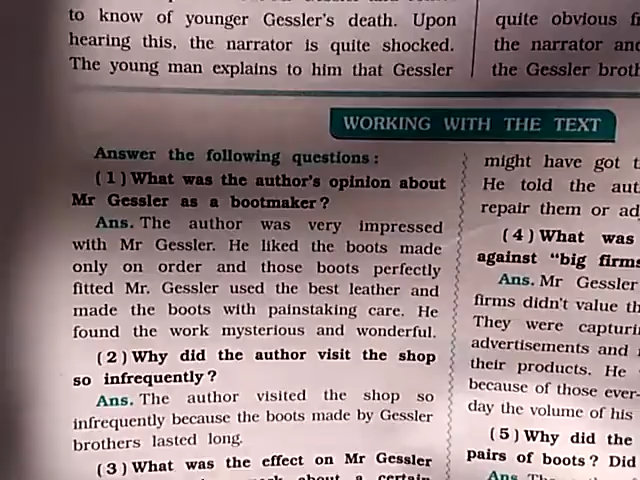 to know of younger Gessler's death. Upon
hearing this, the narrator is quite shocked.
The young man explains to him that Gessler
quite obvious
the narrator and
the Gessler
WORKING WITH THE TEXT
Answer the following questions :
(1) What was the author's opinion about
Mr Gessler as a bootmaker ?
Ans. The author was very impressed
with Mr Gessler. He liked the boots made
only on order and those boots perfectly
fitted Mr. Gessler used the best leather and
made the boots with painstaking care. He
found the work mysterious and wonderful.
(2) Why did the author visit the shop
so infrequently ?
Ans. The author visited the shop so
infrequently because the boots made by Gessler
brothers lasted long.
(3) What was the effect on Mr Gessler
about a certain
might have got
He told the
repair them or
(4) What was
against "big firms
Ans. Mr Gessler
firms didn't value
They were
advertisements and
their products. He
because of those ever-
day the volume of his
(5) Why did the
pairs of boots ? Did
Ans.